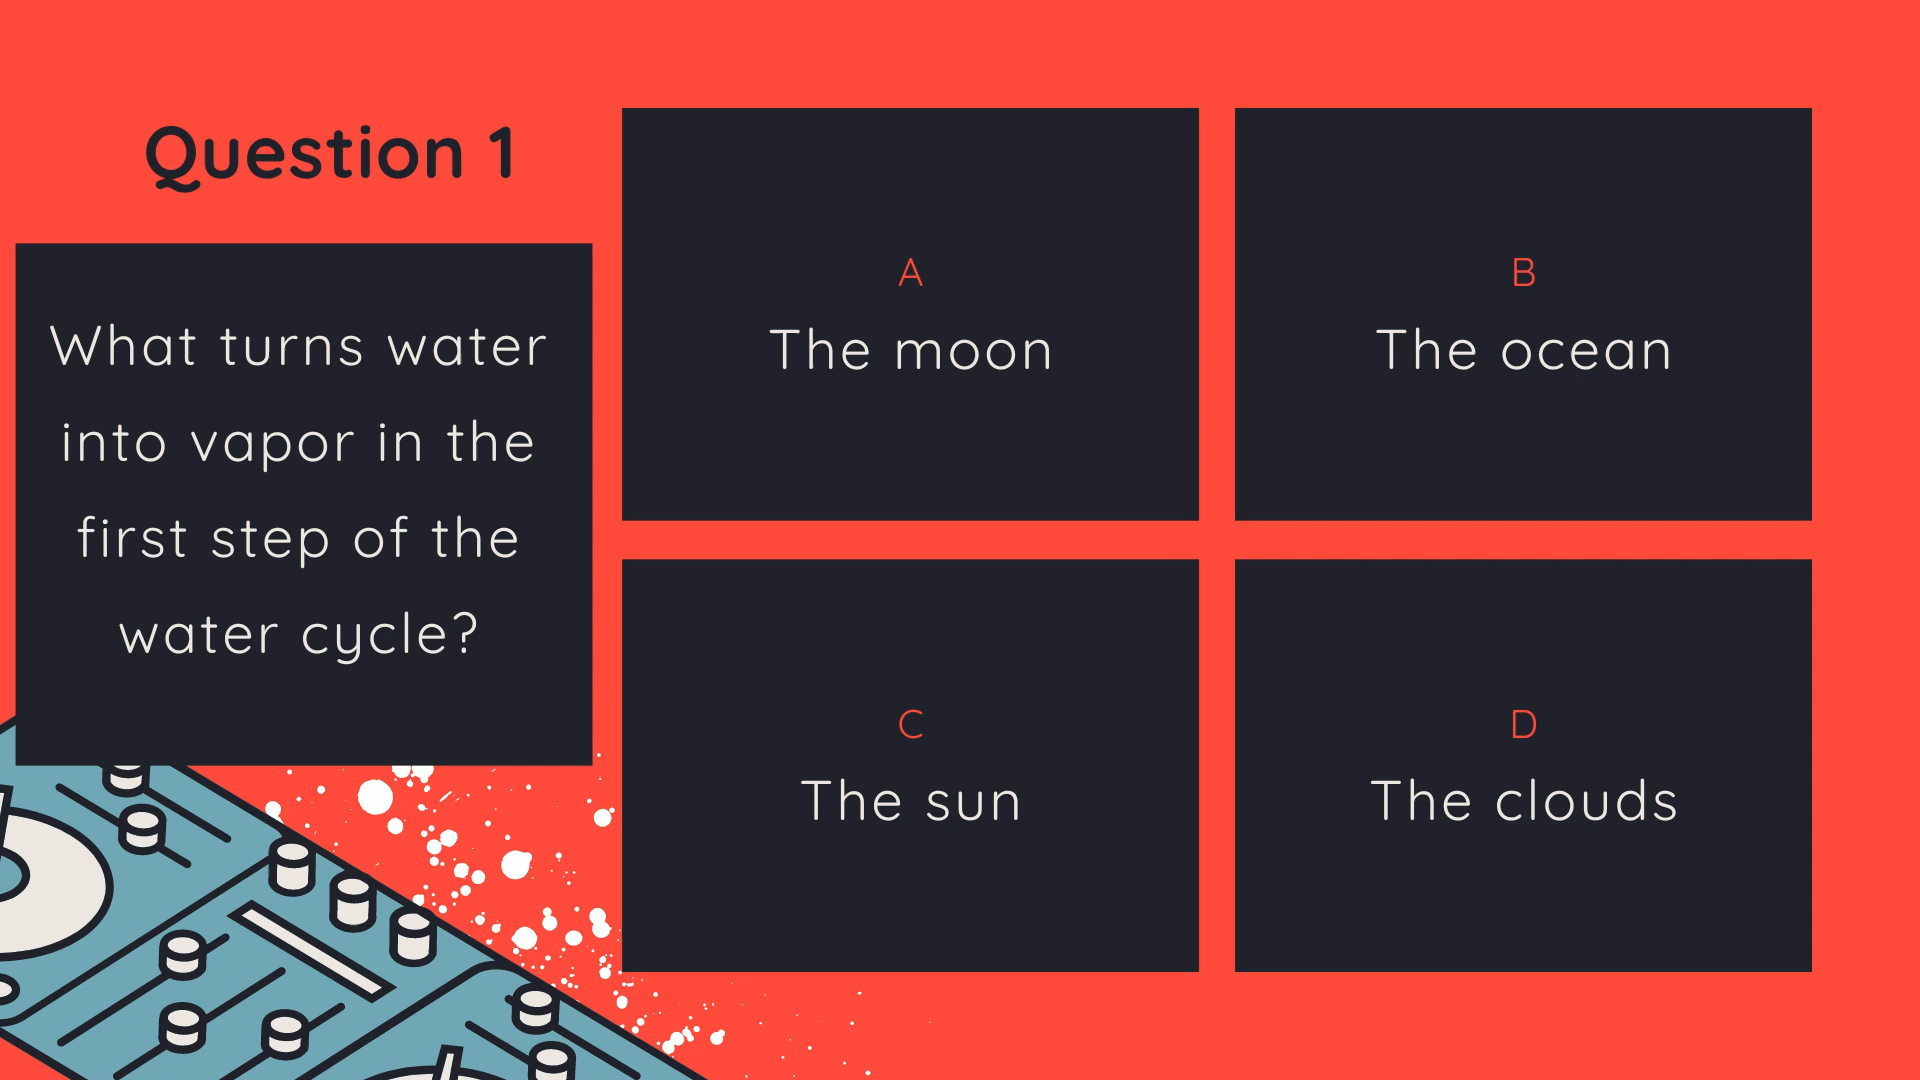 Question 1
What turns water
into vapor in the
first step of the
water cycle?
A
The moon
B
The ocean
C
The sun
D
The clouds